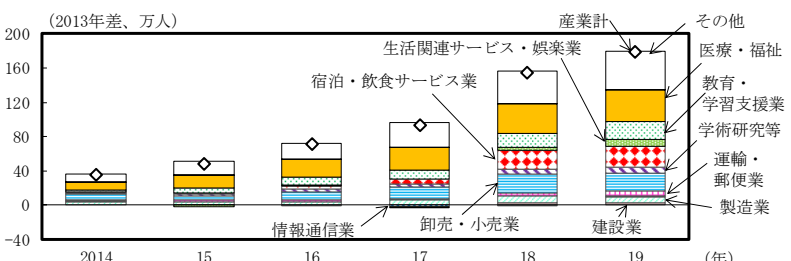 (2013年差、万人)
200
160
120
80
40
0
-40
2014
15
16
17
18
19
(年)
産業計
その他
生活関連サービス・娯楽業
医療・福祉
宿泊・飲食サービス業
教育・
学習支援業
学術研究等
運輸・
郵便業
製造業
情報通信業
卸売・小売業
建設業